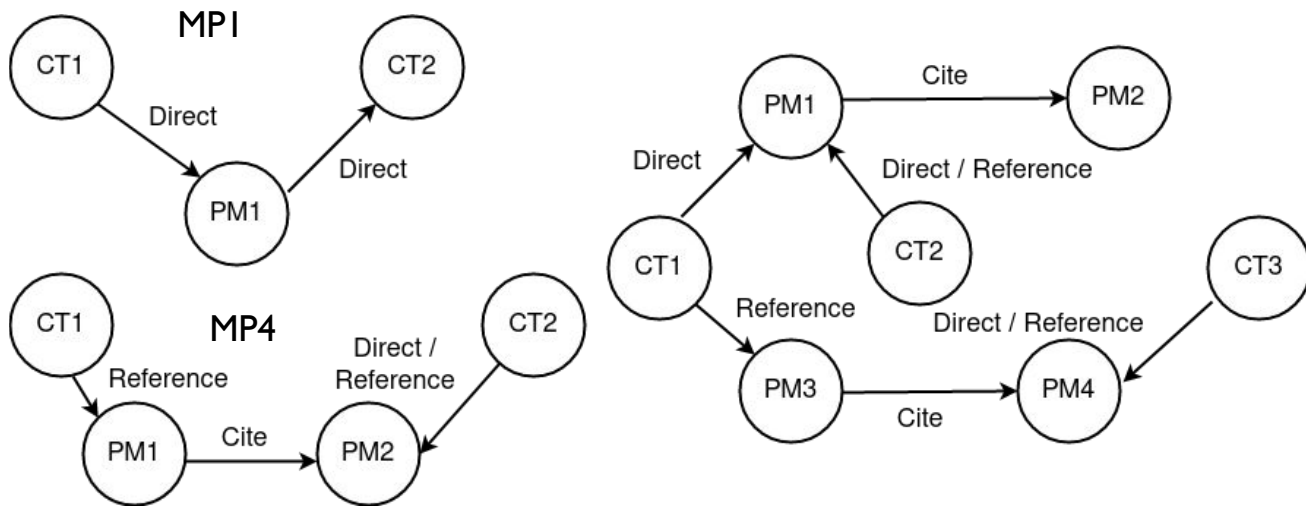 MP1
CT1
CT2
Direct
Direct
PM1
CT1
MP4
CT2
Direct /
Reference
Reference
PM1
Cite
PM2
PM1
Cite
PM2
Direct
Direct / Reference
CT1
CT2
CT3
Reference
Direct / Reference
PM3
Cite
PM4